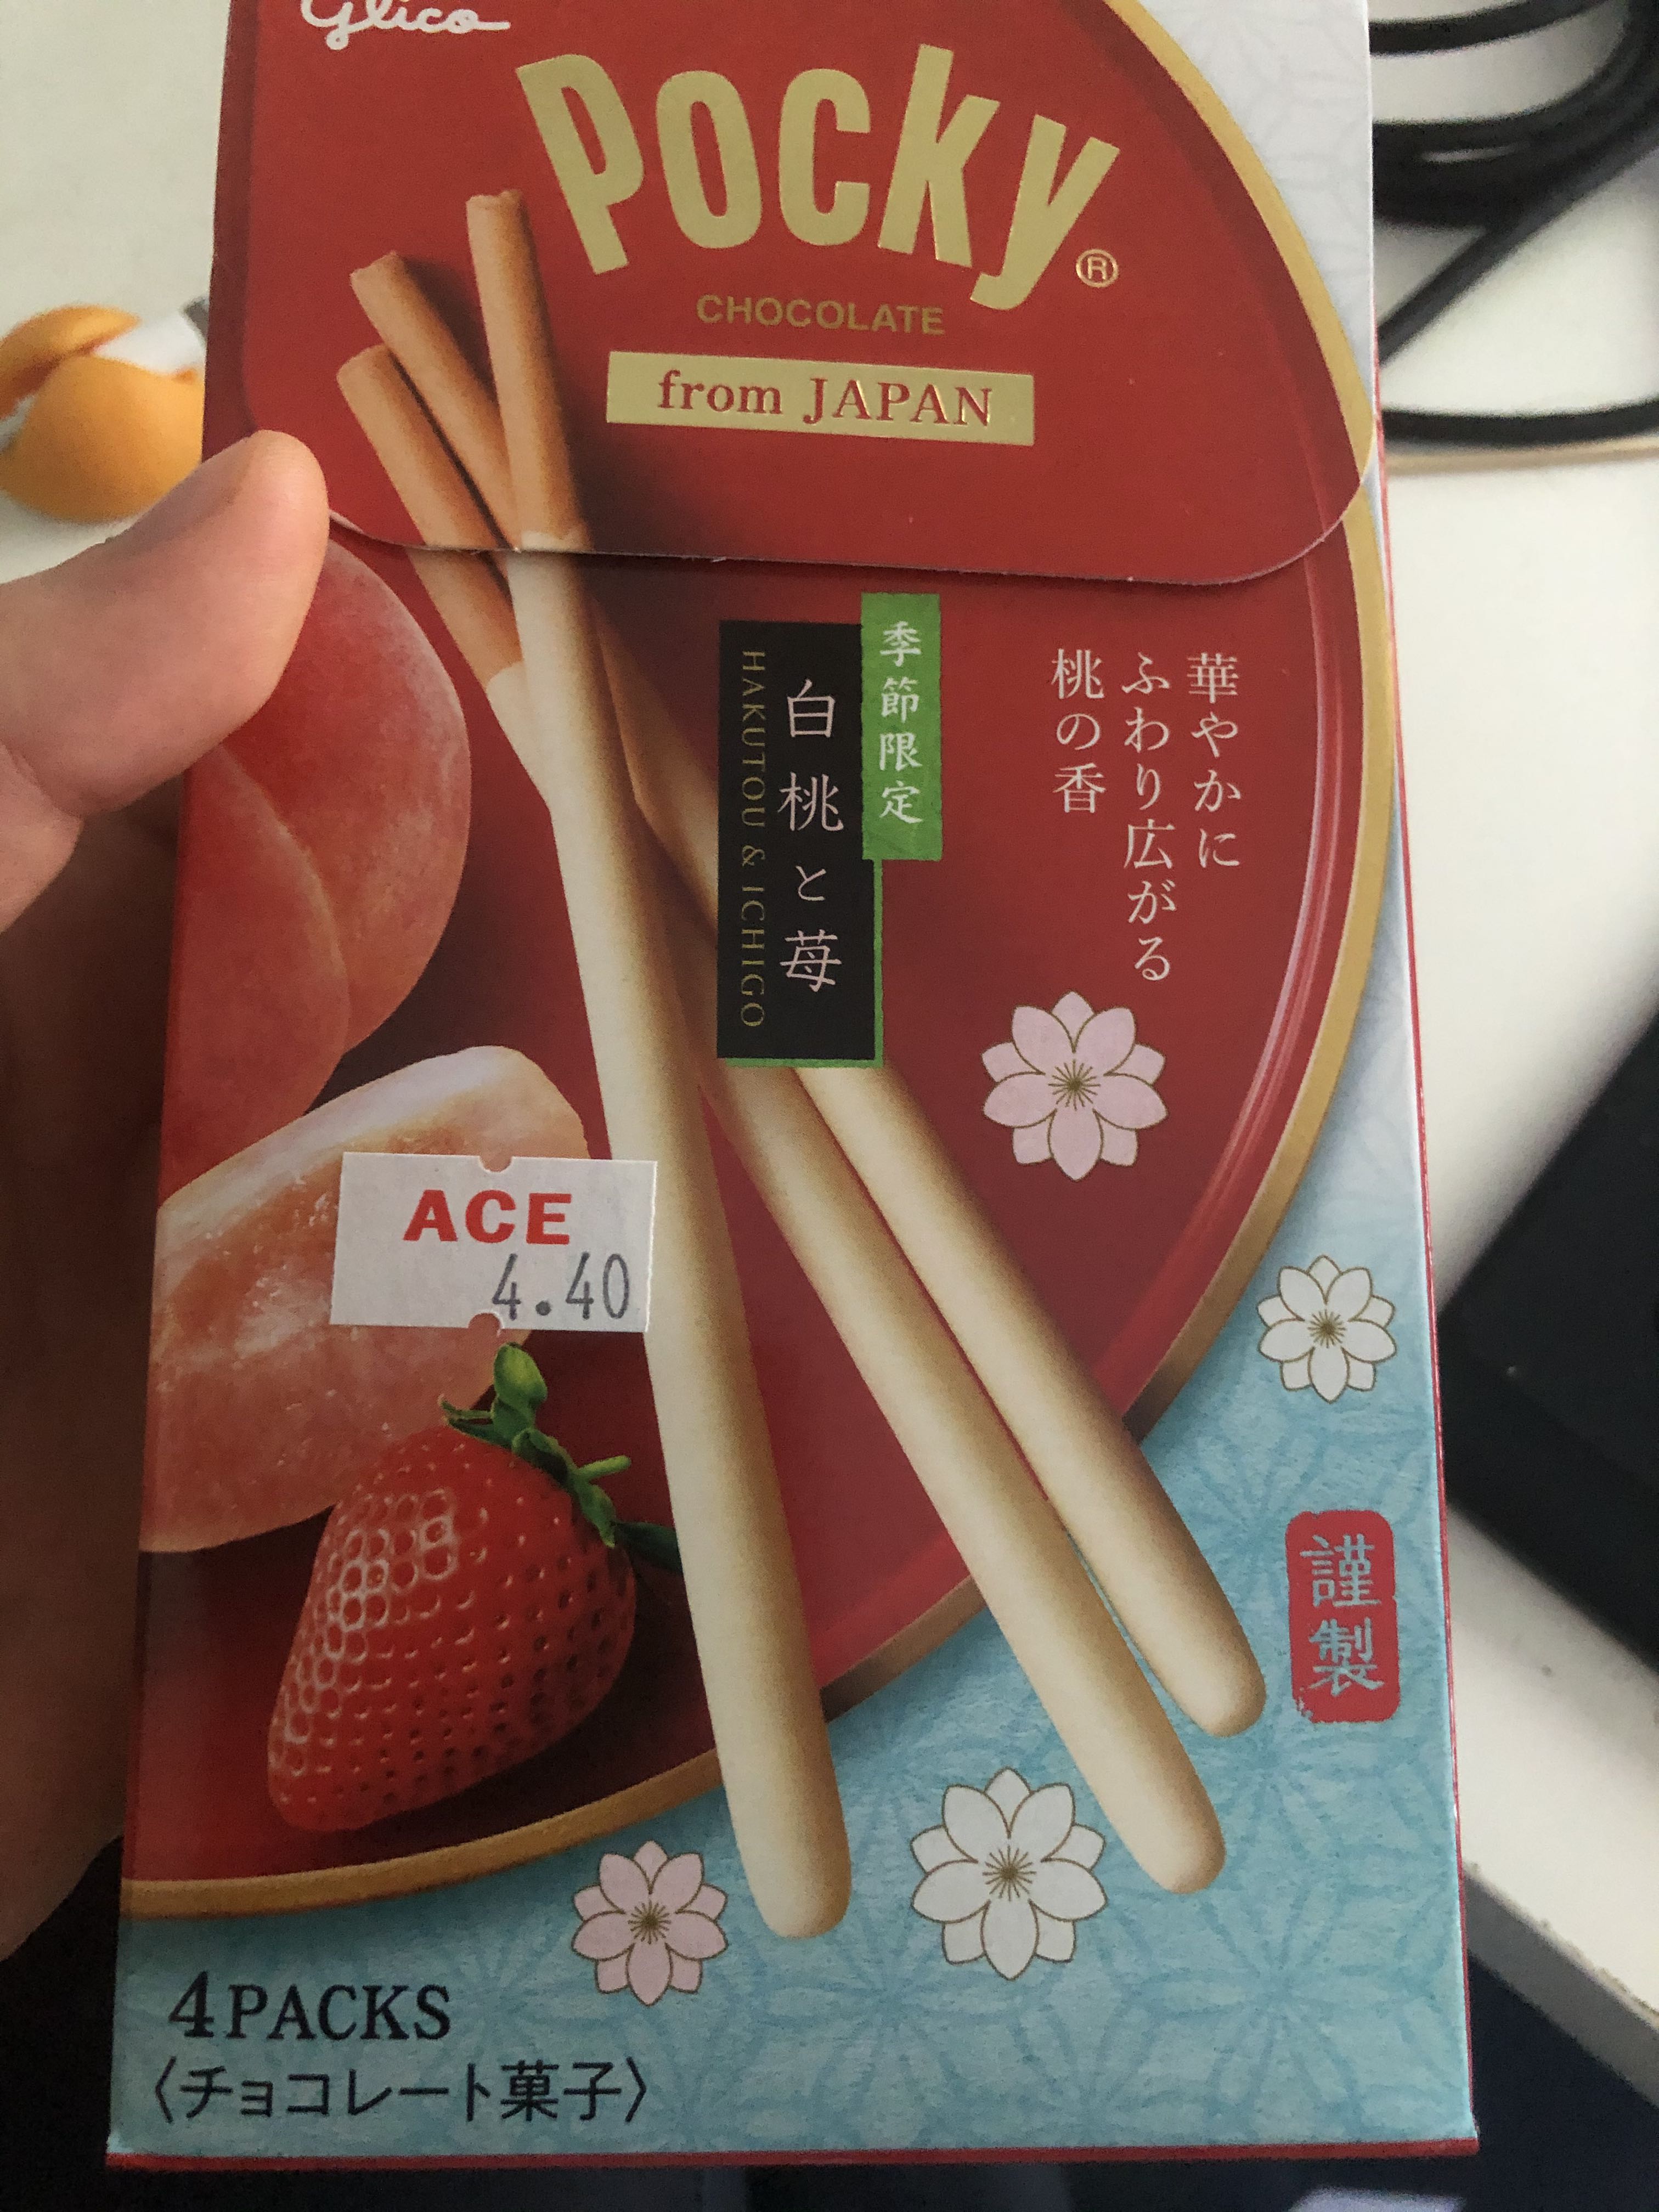 glico
Pocky®
CHOCOLATE
from JAPAN
華やかに
ふわり広がる
桃の香
季節限定
白桃と苺
HAKUTOU & ICHIGO
ACE
4.40
謹製
4PACKS
〈チョコレート菓子〉